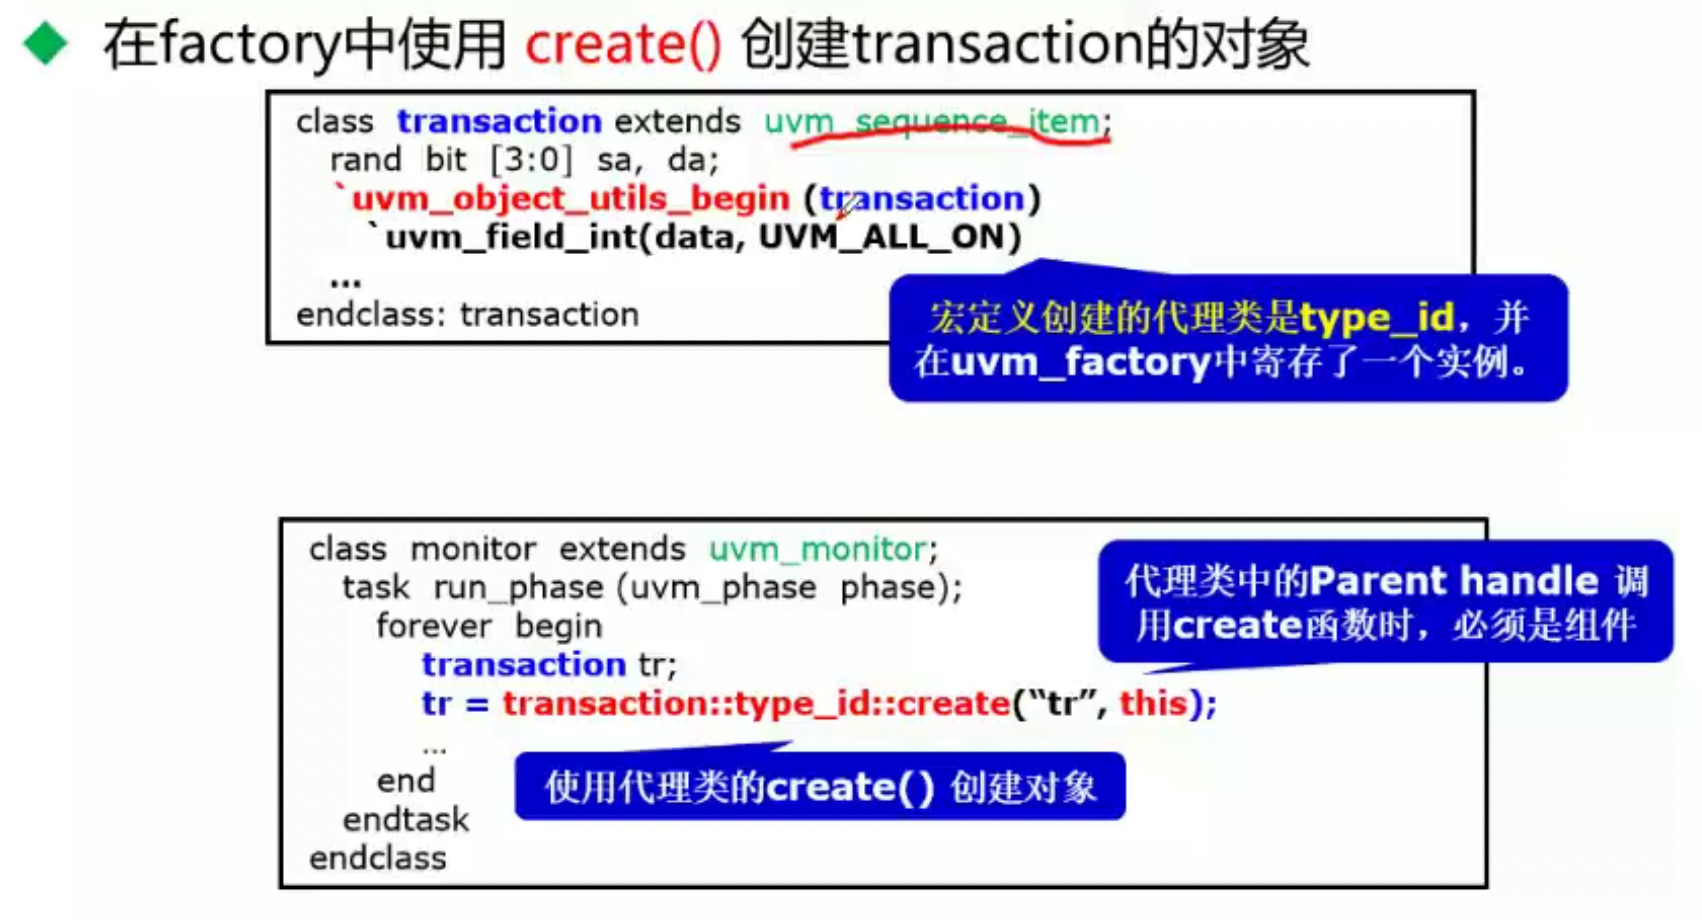 在factory中使用 create() 创建transaction的对象
class transaction extends uvm_sequence_item;
rand bit [3:0] sa, da;
`uvm_object_utils_begin (transaction)
`uvm_field_int(data, UVM_ALL_ON)
...
endclass: transaction
宏定义创建的代理类是type_id，并
在uvm_factory中寄存了一个实例。
class monitor extends uvm_monitor;
task run_phase (uvm_phase phase);
forever begin
transaction tr;
tr = transaction::type_id::create(“tr”, this);
...
end
endtask
endclass
代理类中的Parent handle 调
用create函数时，必须是组件
使用代理类的create() 创建对象